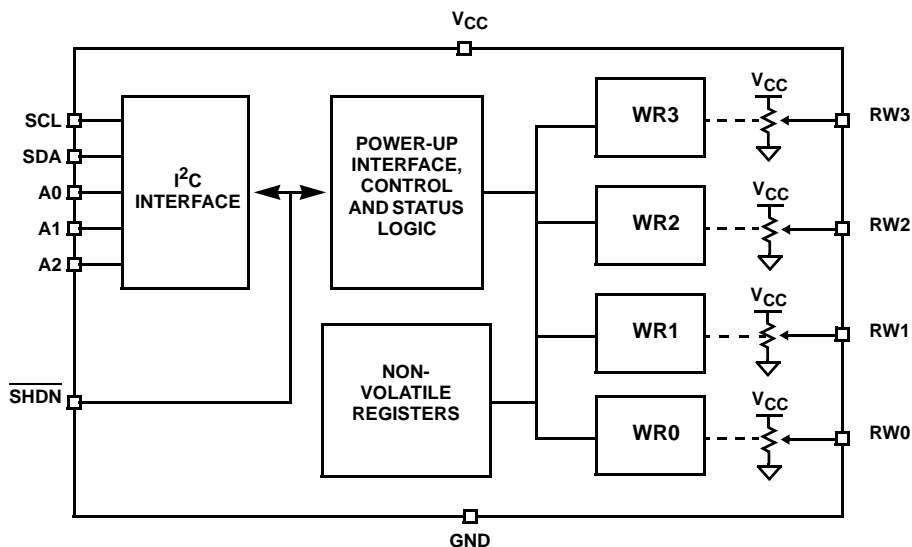 VCC
SCL
SDA
A0
A1
A2
SHDN
I2C
INTERFACE
POWER-UP
INTERFACE,
CONTROL
AND STATUS
LOGIC
NON-
VOLATILE
REGISTERS
WR3
VCC
RW3
WR2
VCC
RW2
WR1
VCC
RW1
WR0
VCC
RW0
GND